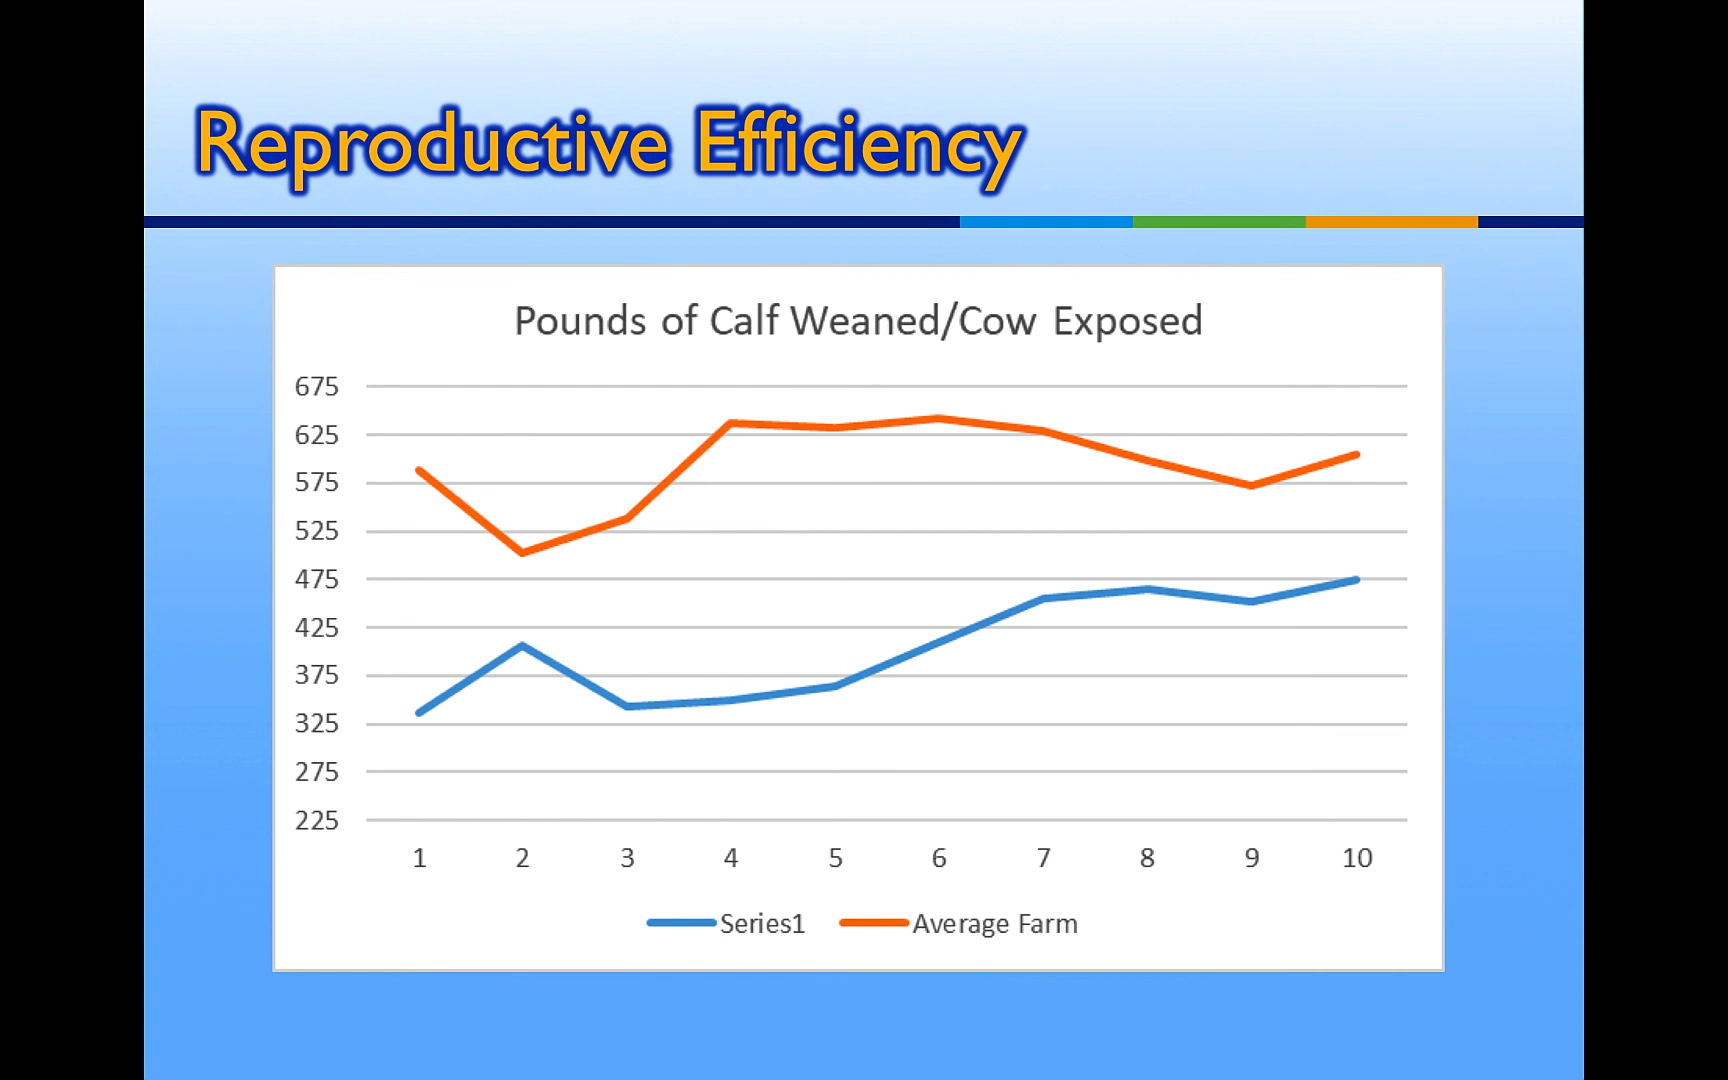 Reproductive Efficiency
Pounds of Calf Weaned/Cow Exposed
675
625
575
525
475
425
375
325
275
225
1 2 3 4 5 6 7 8 9 10
Series1 Average Farm